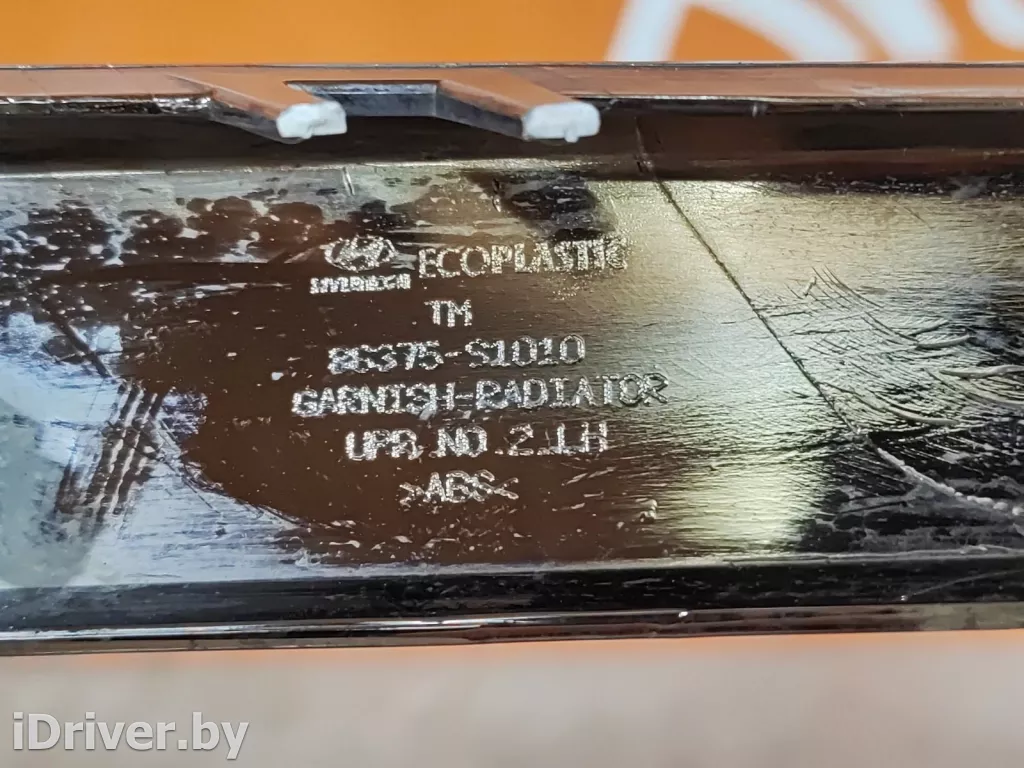 ECOPLASTIC
TM
86375-S1010
GARNISH-RADIATOR
UPR NO.2.LH
>ABS<
iDriver.by